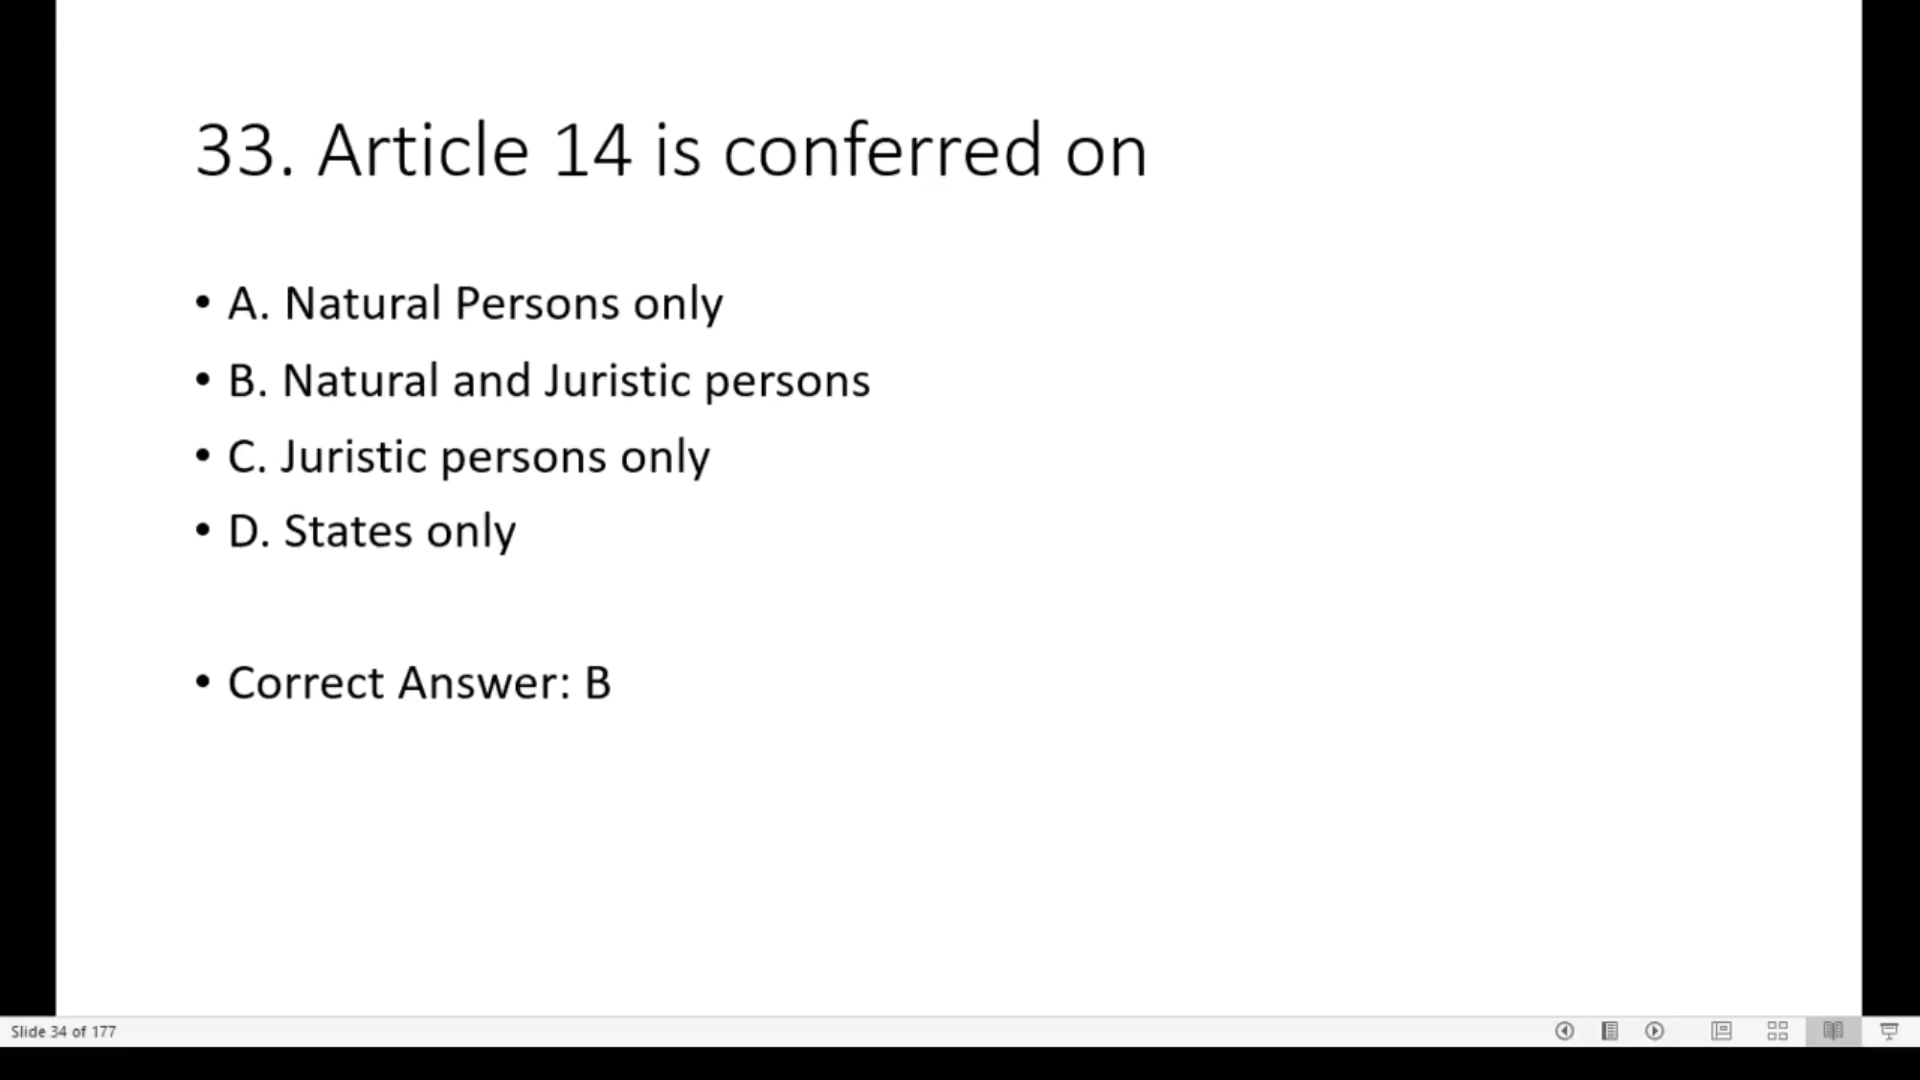 33. Article 14 is conferred on
• A. Natural Persons only
• B. Natural and Juristic persons
• C. Juristic persons only
• D. States only
• Correct Answer: B
Slide 34 of 177